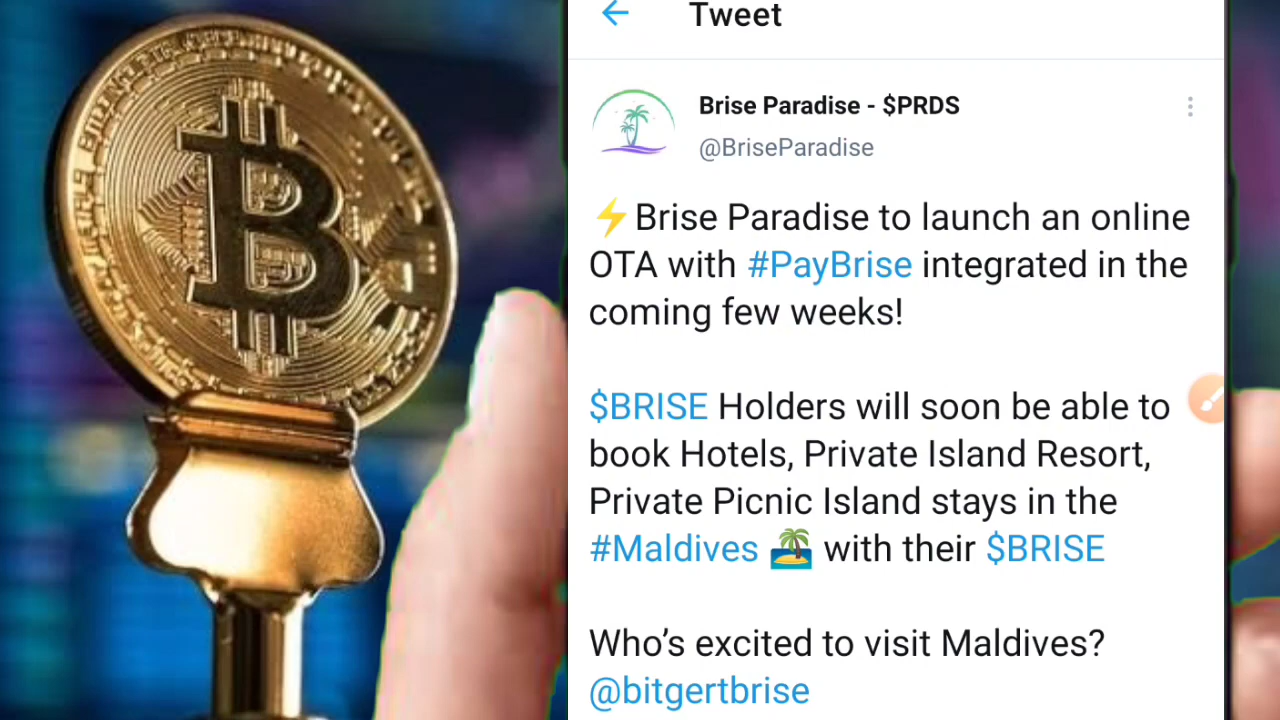 Tweet
Brise Paradise - $PRDS
@BriseParadise
⚡Brise Paradise to launch an online
OTA with #PayBrise integrated in the
coming few weeks!
$BRISE Holders will soon be able to
book Hotels, Private Island Resort,
Private Picnic Island stays in the
#Maldives 🏝 with their $BRISE
Who’s excited to visit Maldives?
@bitgertbrise